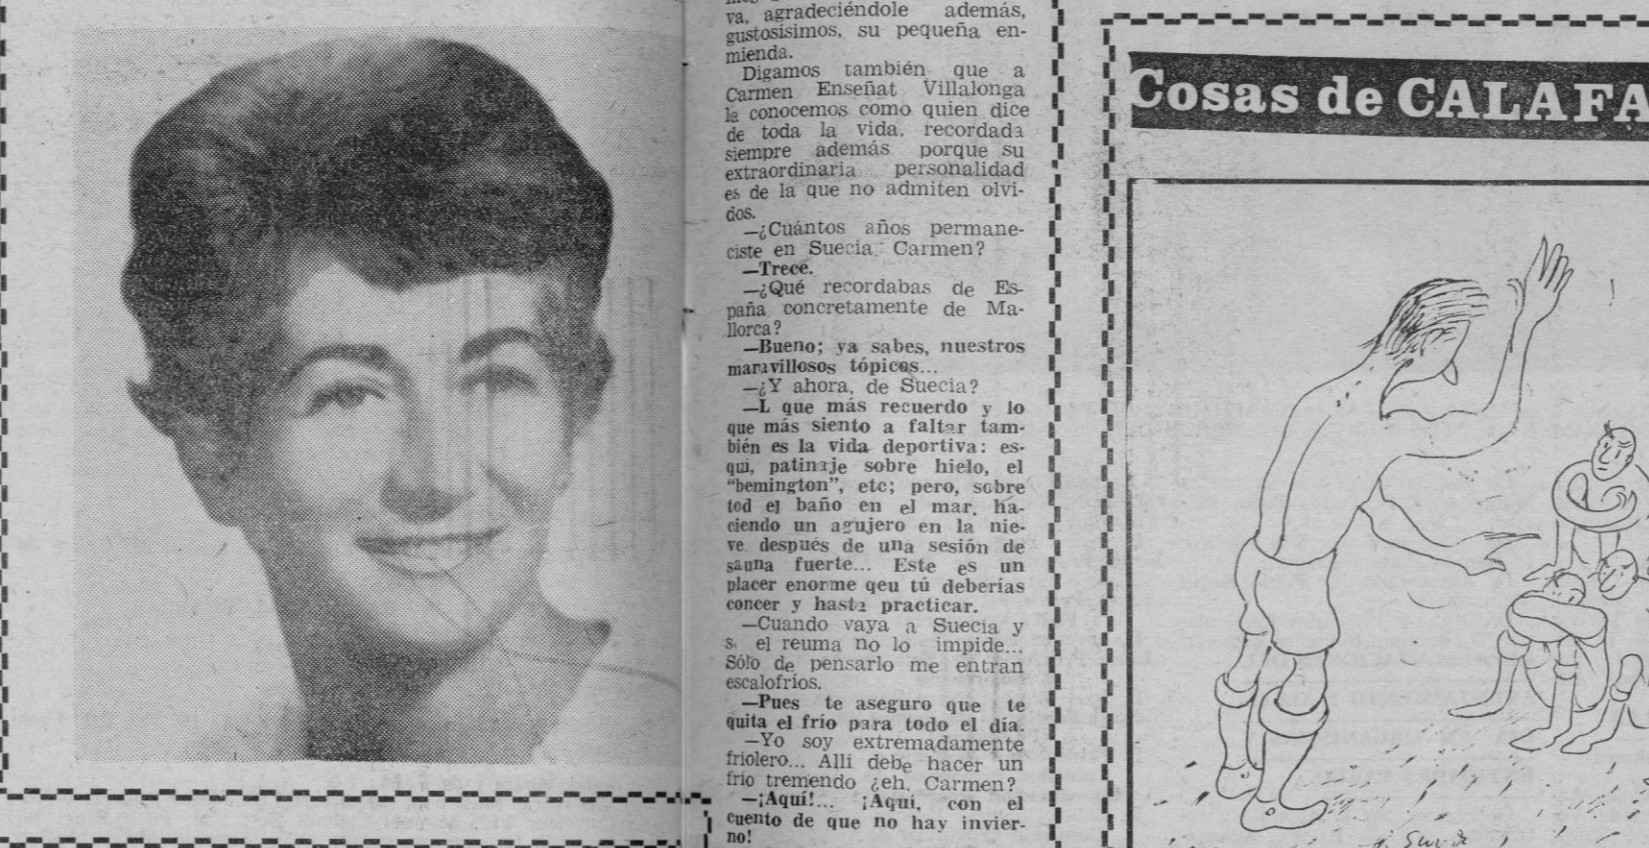 va, agradeciéndole además,
gustosísimos, su pequeña en-
mienda.
Digamos también que a
Carmen Enseñat Villalonga
la conocemos como quien dice
de toda la vida, recordada
siempre además porque su
extraordinaria personalidad
es de la que no admiten olvi-
dos.
—¿Cuántos años permane-
ciste en Suecia, Carmen?
—Trece.
—¿Qué recordabas de Es-
paña concretamente de Ma-
llorca?
—Bueno; ya sabes, nuestros
maravillosos tópicos...
—¿Y ahora, de Suecia?
—L que más recuerdo y lo
que más siento a faltar tam-
bién es la vida deportiva: es-
quí, patinaje sobre hielo, el
“bemington”, etc; pero, sobre
tod el baño en el mar, ha-
ciendo un agujero en la nie-
ve después de una sesión de
sauna fuerte... Este es un
placer enorme qeu tú deberías
concer y hasta practicar.
—Cuando vaya a Suecia y
s. el reuma no lo impide...
Sólo de pensarlo me entran
escalofríos.
—Pues te aseguro que te
quita el frío para todo el día.
—Yo soy extremadamente
friolero... Allí debe hacer un
frío tremendo ¿eh, Carmen?
—¡Aquí!... ¡Aquí, con el
cuento de que no hay invier-
no!
Cosas de CALAFA